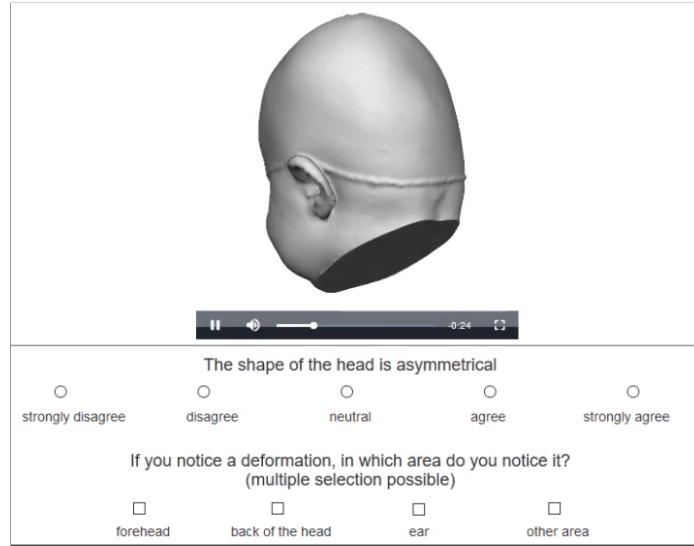 -0:24
The shape of the head is asymmetrical
strongly disagree
disagree
neutral
agree
strongly agree
If you notice a deformation, in which area do you notice it?
(multiple selection possible)
forehead
back of the head
ear
other area